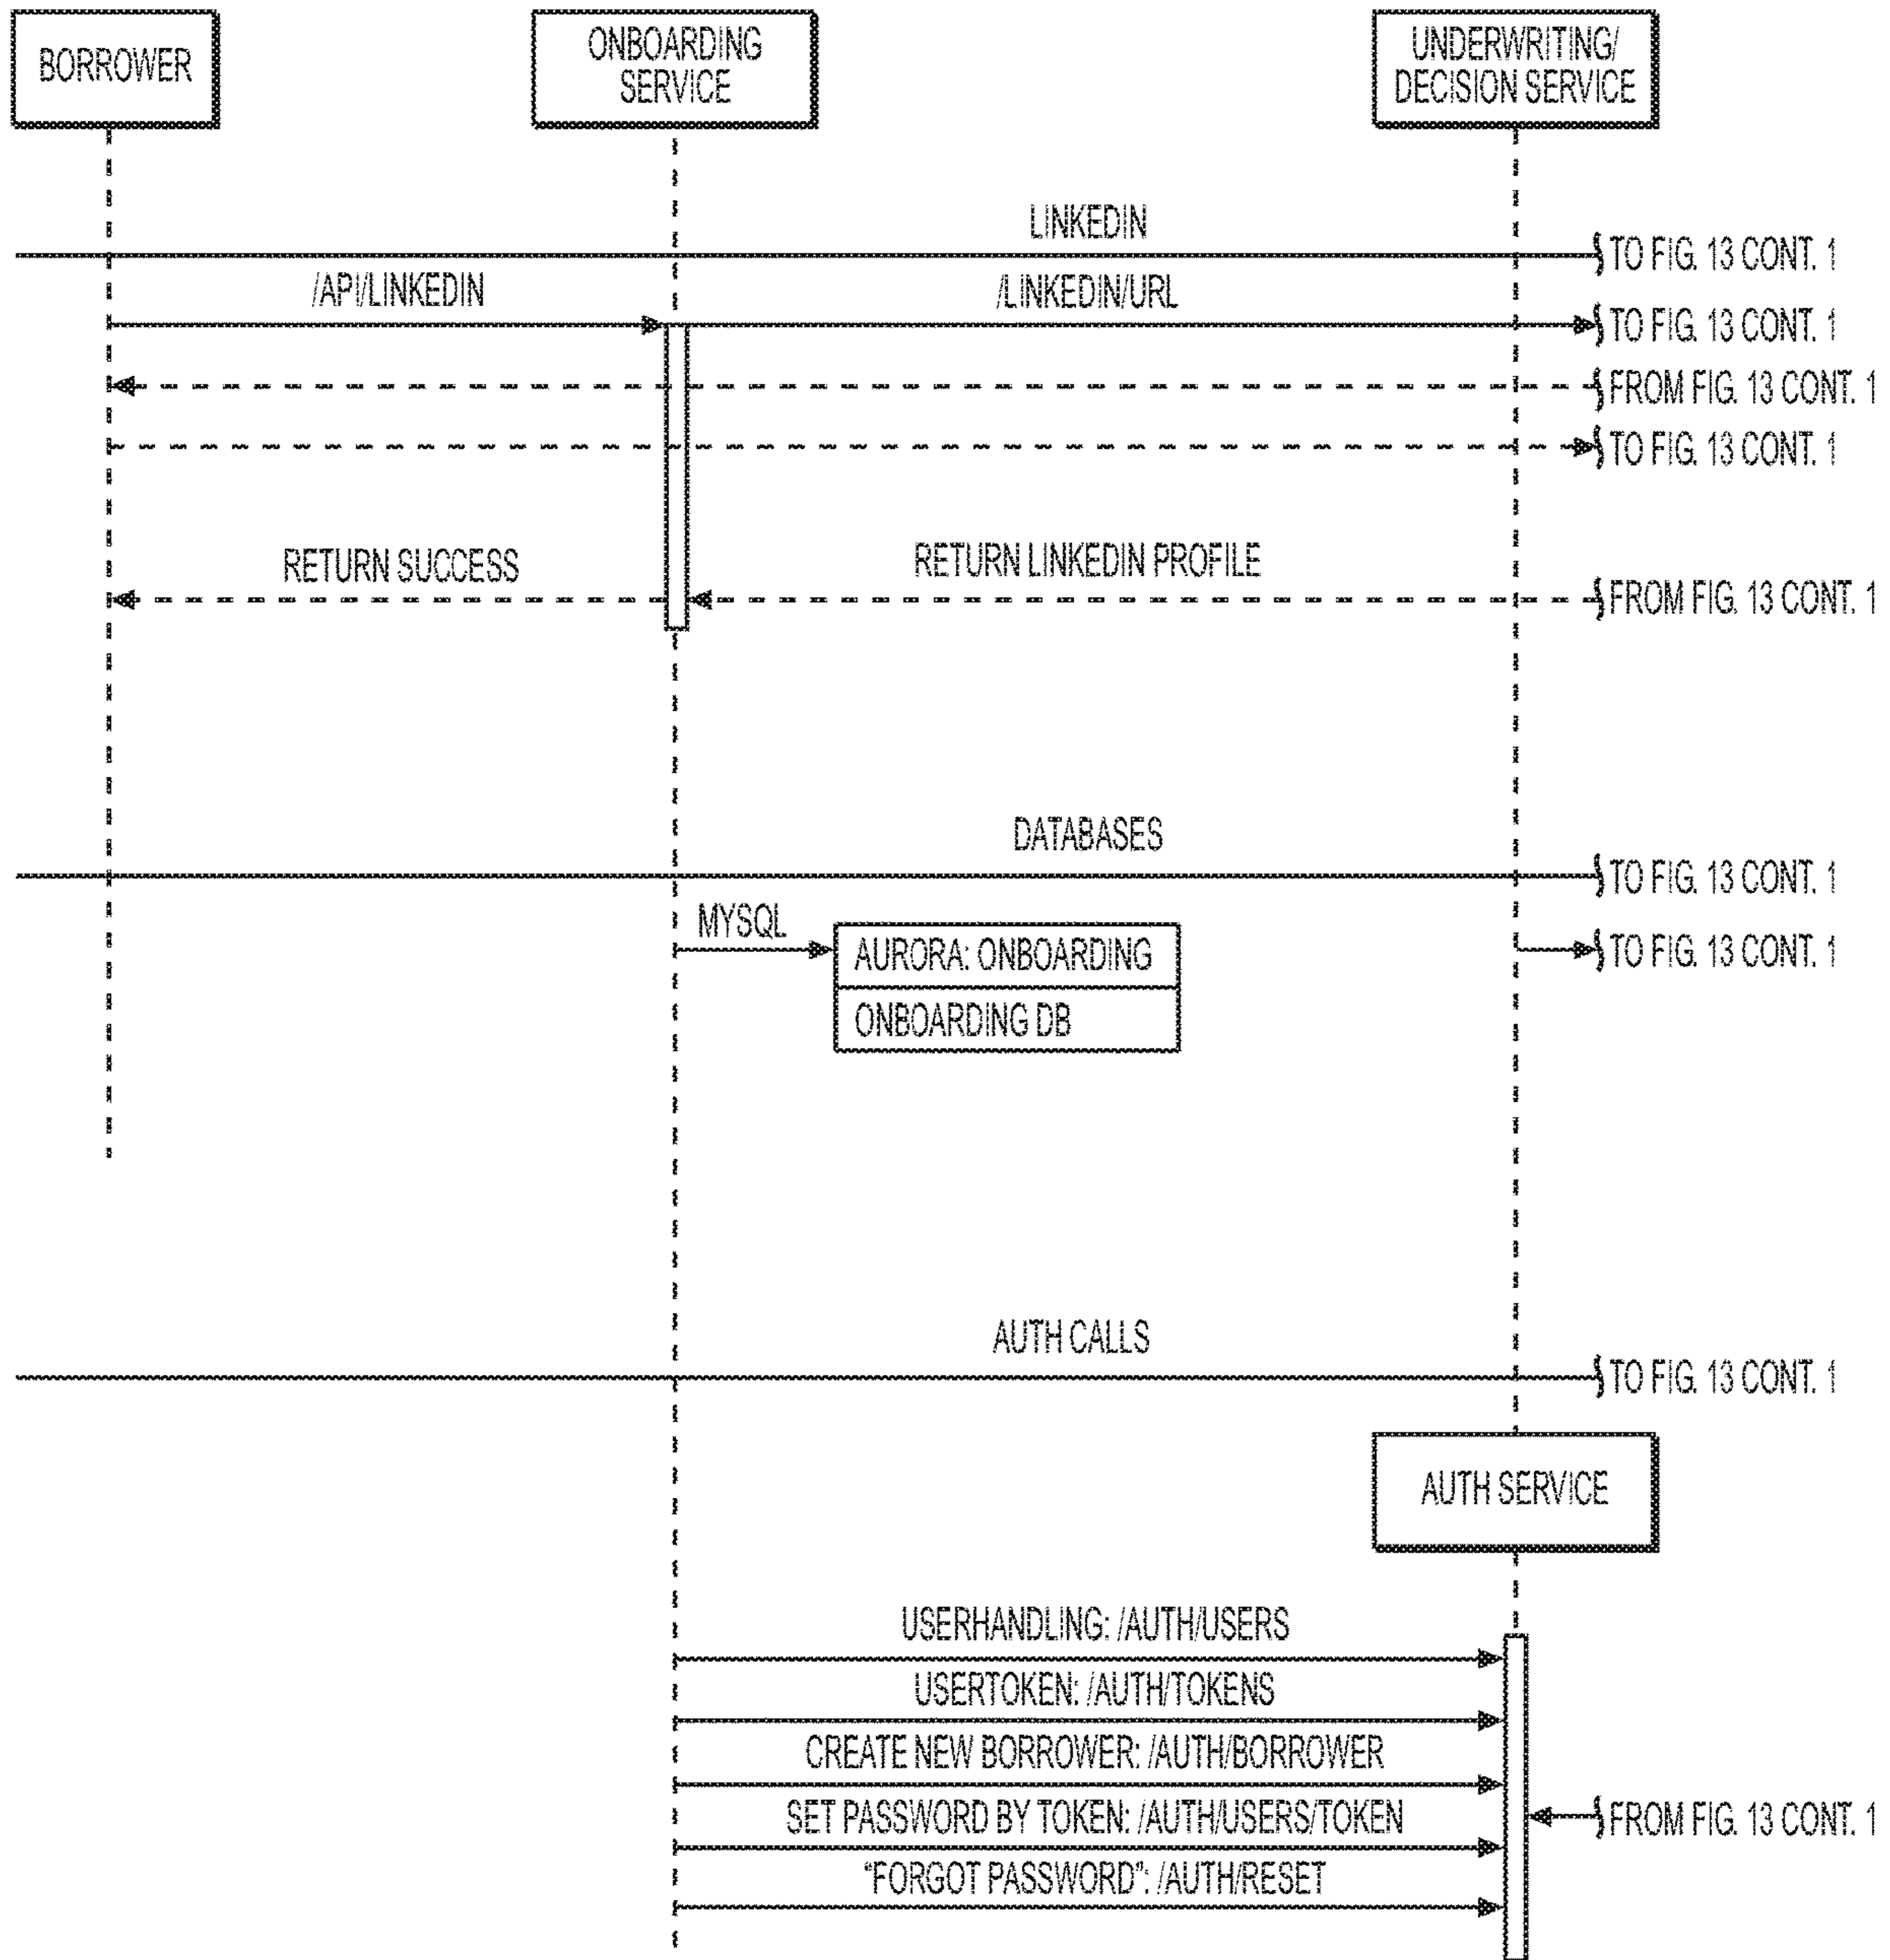 BORROWER
ONBOARDING
SERVICE
UNDERWRITING/
DECISION SERVICE
LINKEDIN
TO FIG. 13 CONT. 1
/API/LINKEDIN
/LINKEDIN/URL
TO FIG. 13 CONT. 1
FROM FIG. 13 CONT. 1
TO FIG. 13 CONT. 1
RETURN SUCCESS
RETURN LINKEDIN PROFILE
FROM FIG. 13 CONT. 1
DATABASES
TO FIG. 13 CONT. 1
MYSQL
AURORA: ONBOARDING
TO FIG. 13 CONT. 1
ONBOARDING DB
AUTH CALLS
TO FIG. 13 CONT. 1
AUTH SERVICE
USERHANDLING: /AUTH/USERS
USERTOKEN: /AUTH/TOKENS
CREATE NEW BORROWER: /AUTH/BORROWER
SET PASSWORD BY TOKEN: /AUTH/USERS/TOKEN
FROM FIG. 13 CONT. 1
"FORGOT PASSWORD": /AUTH/RESET